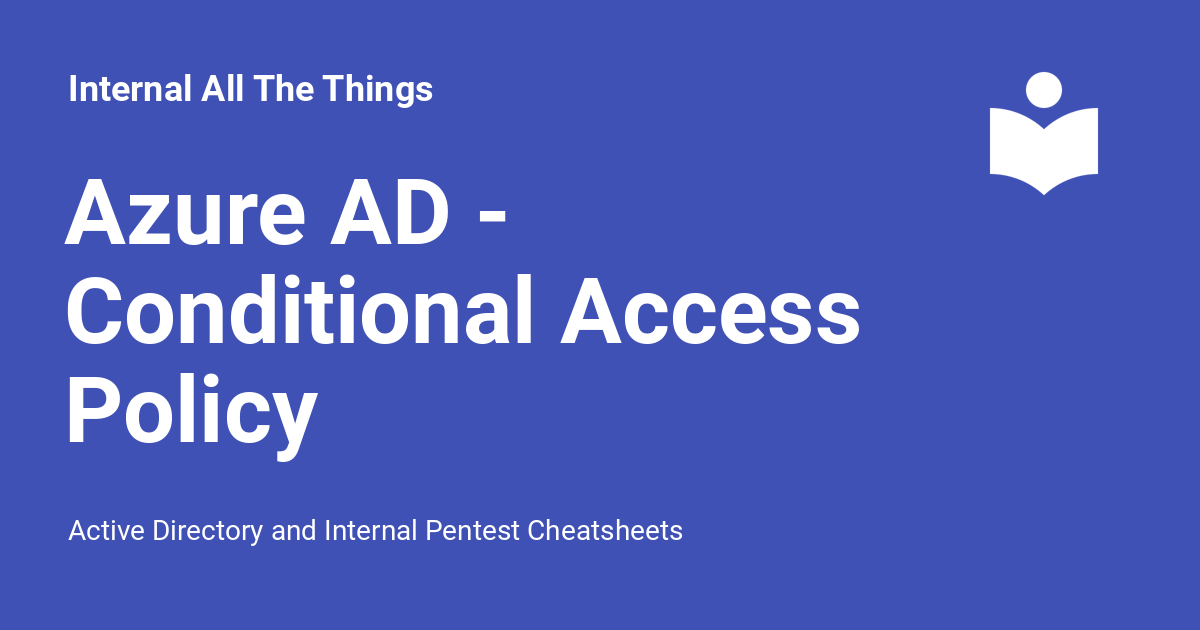 Internal All The Things
Azure AD -
Conditional Access
Policy
Active Directory and Internal Pentest Cheatsheets